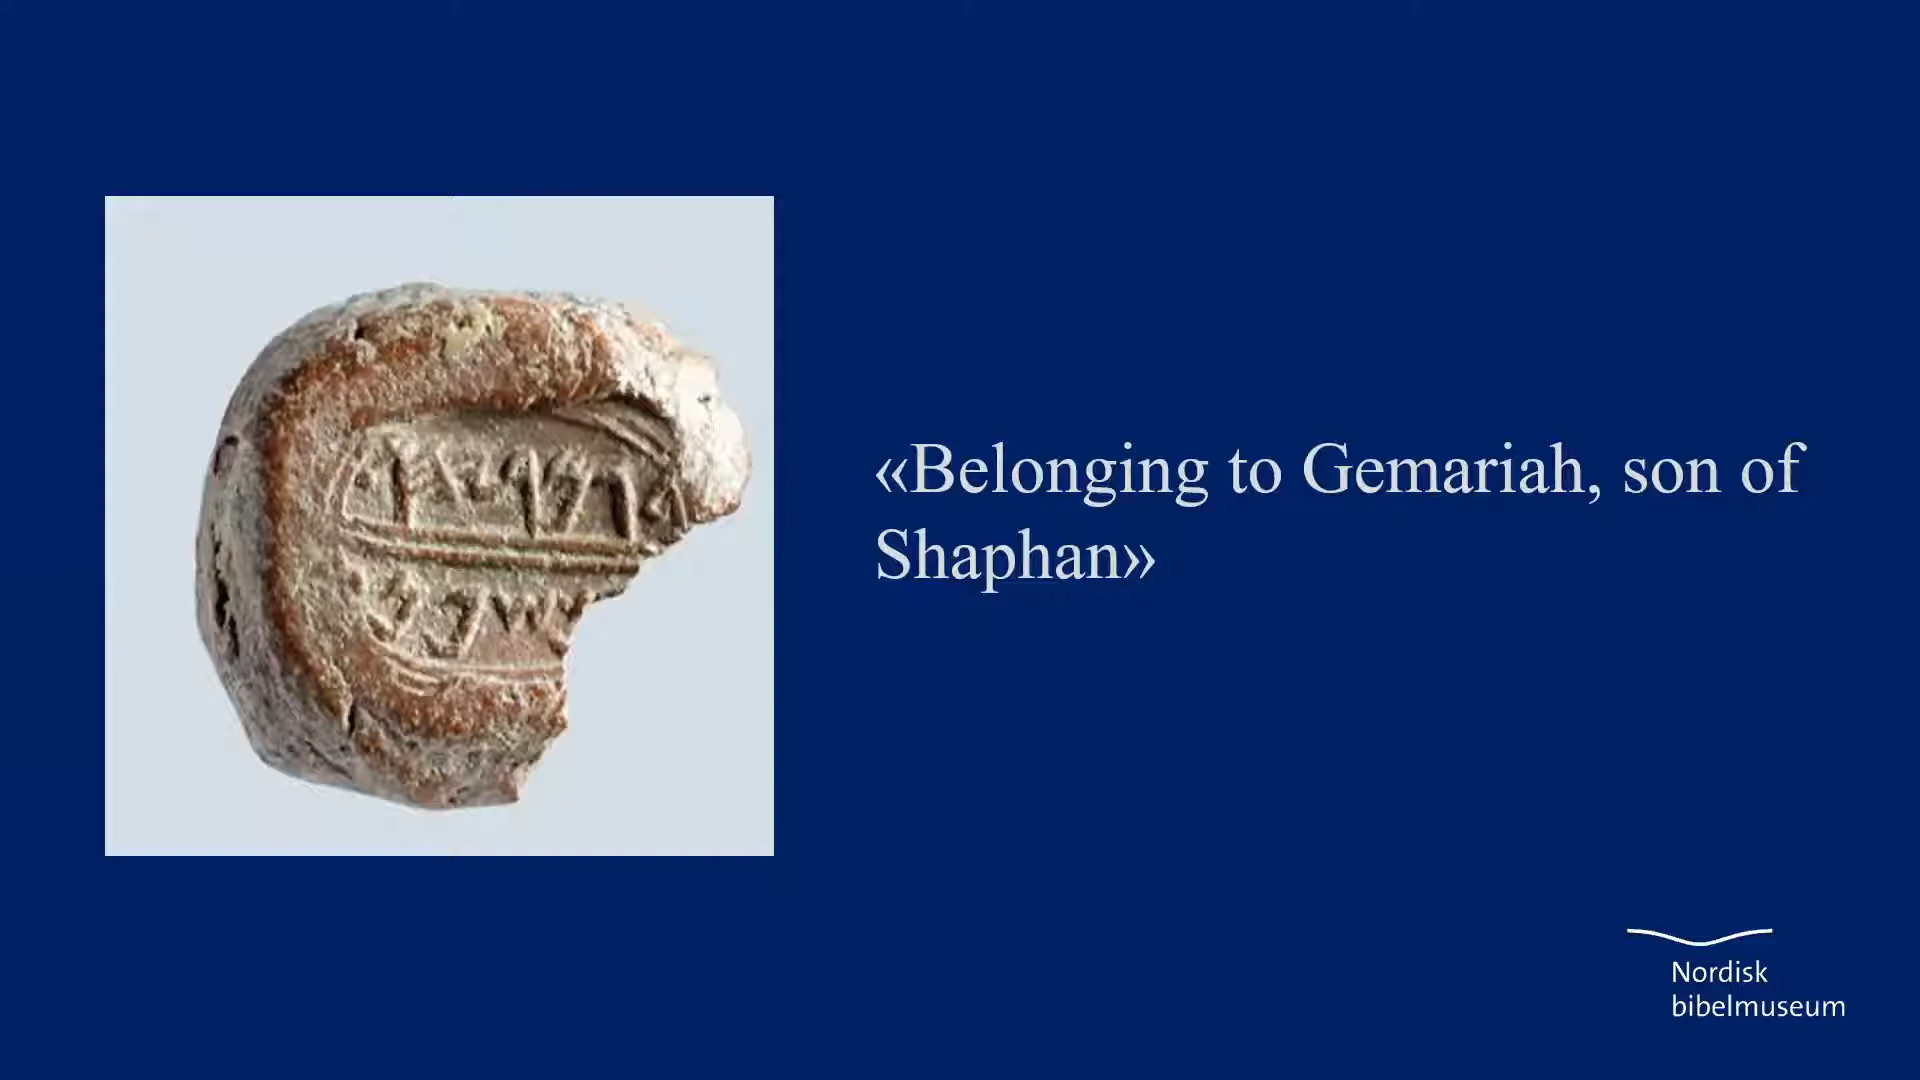 «Belonging to Gemariah, son of
Shaphan»
Nordisk
bibelmuseum